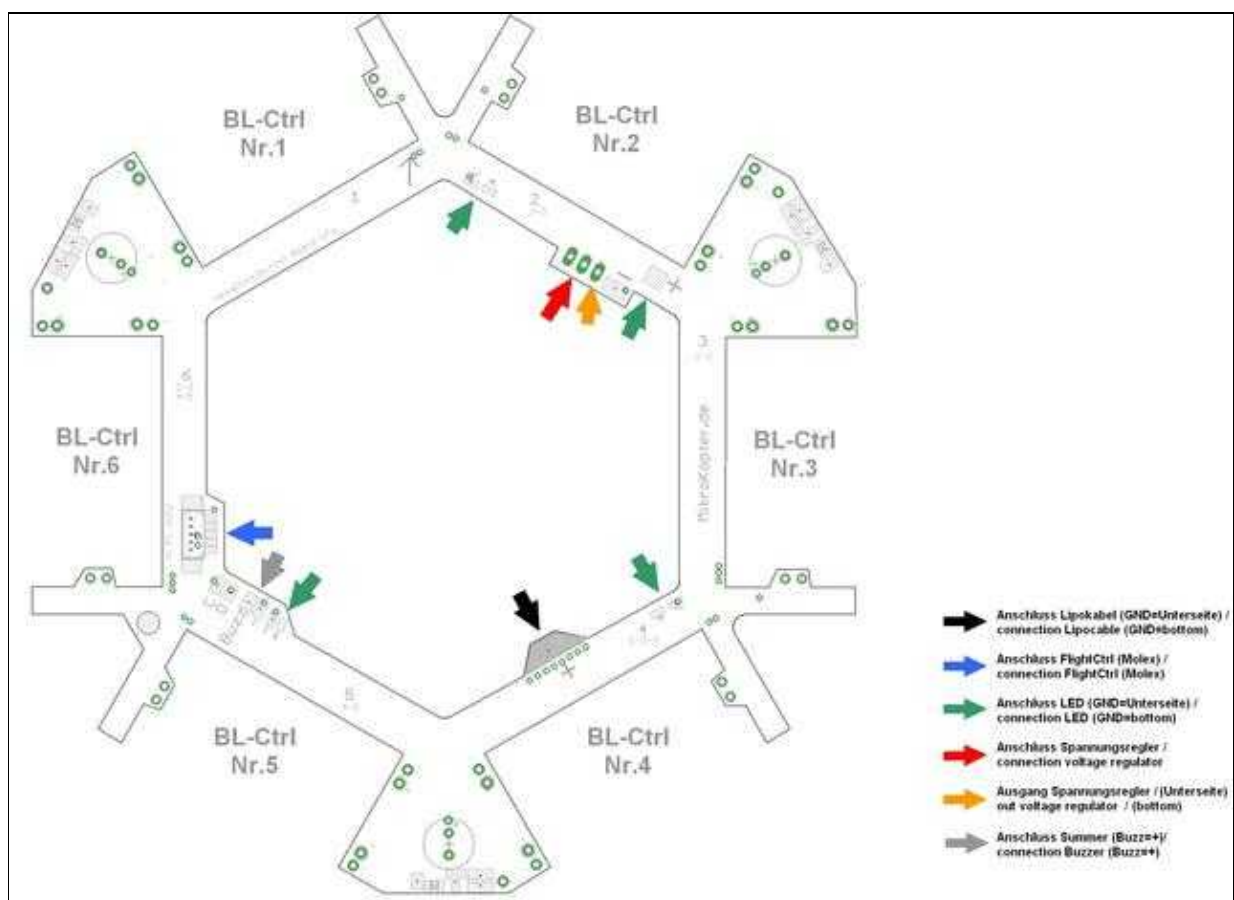 BL-Ctrl
Nr.1
BL-Ctrl
Nr.2
BL-Ctrl
Nr.6
BL-Ctrl
Nr.3
MikroKopter.de
BL-Ctrl
Nr.5
BL-Ctrl
Nr.4
Anschluss Lipokabel (GND=Unterseite) /
connection Lipocable (GND=bottom)
Anschluss FlightCtrl (Molex) /
connection FlightCtrl (Molex)
Anschluss LED (GND=Unterseite) /
connection LED (GND=bottom)
Anschluss Spannungsregler /
connection voltage regulator
Ausgang Spannungsregler / (Unterseite)
out voltage regulator / (bottom)
Anschluss Summer (Buzz=+)/
connection Buzzer (Buzz=+)